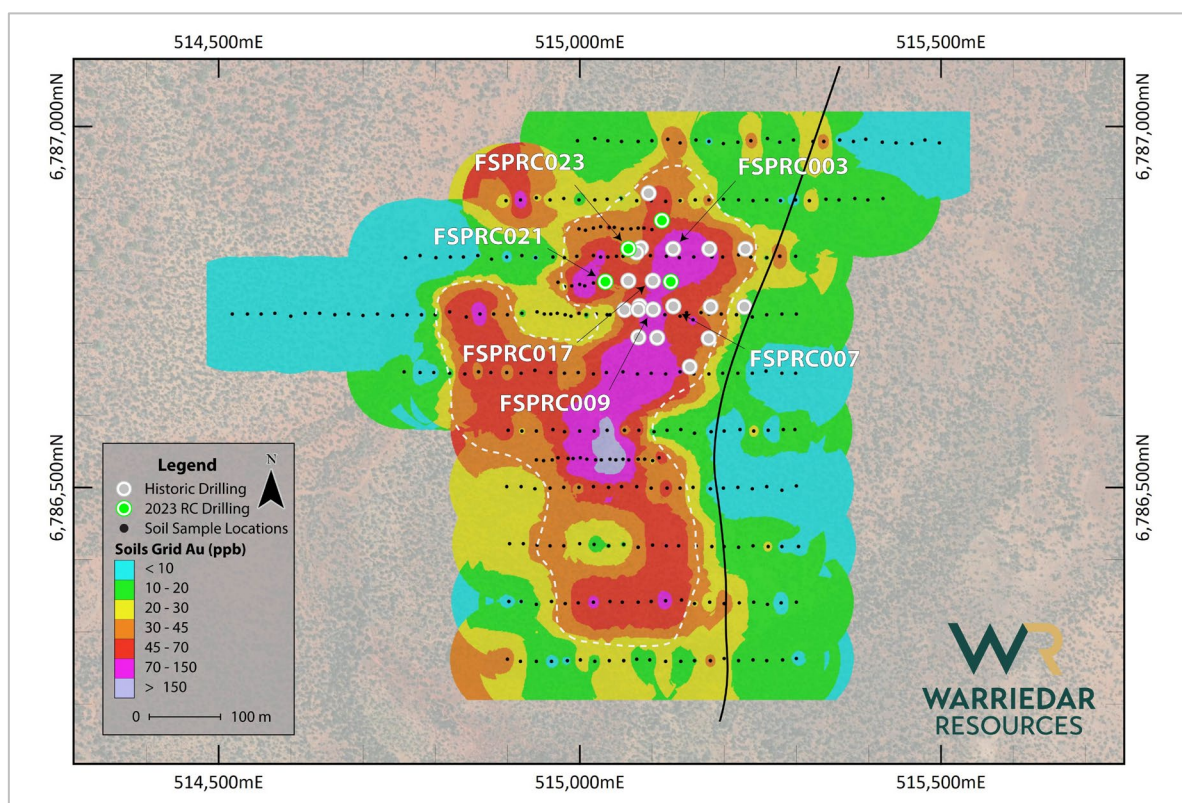 514,500mE
515,000mE
515,500mE
6,787,000mN
6,787,000mN
FSPRC023
FSPRC003
FSPRC021
FSPRC017
FSPRC007
FSPRC009
6,786,500mN
6,786,500mN
Legend
N
Historic Drilling
2023 RC Drilling
Soil Sample Locations
Soils Grid Au (ppb)
< 10
10 - 20
20 - 30
30 - 45
45 - 70
70 - 150
> 150
0
100 m
WR
WARRIEDAR
RESOURCES
514,500mE
515,000mE
515,500mE